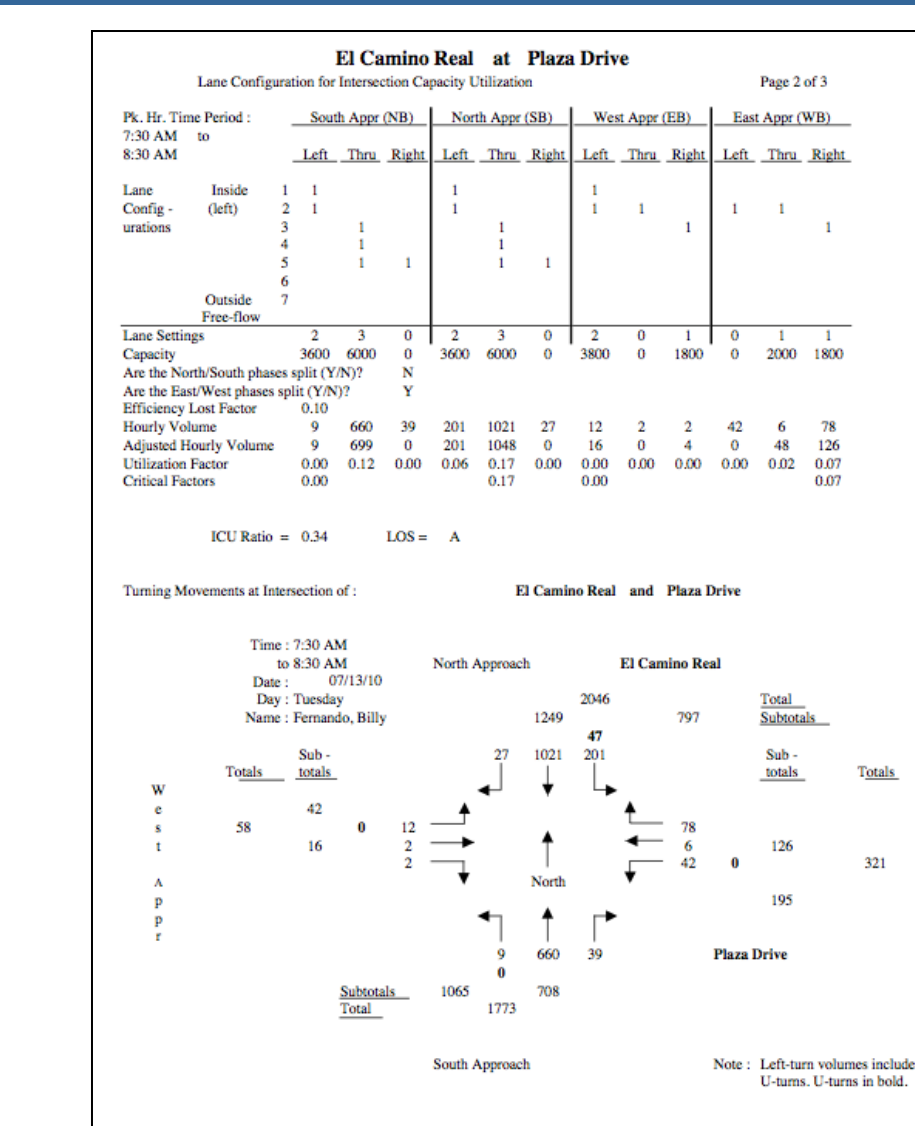 El Camino Real at Plaza Drive
Lane Configuration for Intersection Capacity Utilization Page 2 of 3
Pk. Hr. Time Period : South Appr (NB) North Appr (SB) West Appr (EB) East Appr (WB)
7:30 AM to
8:30 AM Left Thru Right Left Thru Right Left Thru Right Left Thru Right
Lane Inside 1 1 1 1
Config - (left) 2 1 1 1 1 1 1
urations 3 1 1 1 1
4 1 1
5 1 1 1 1
6
Outside 7
Free-flow
Lane Settings 2 3 0 2 3 0 2 0 1 0 1 1
Capacity 3600 6000 0 3600 6000 0 3800 0 1800 0 2000 1800
Are the North/South phases split (Y/N)? N
Are the East/West phases split (Y/N)? Y
Efficiency Lost Factor 0.10
Hourly Volume 9 660 39 201 1021 27 12 2 2 42 6 78
Adjusted Hourly Volume 9 699 0 201 1048 0 16 0 4 0 48 126
Utilization Factor 0.00 0.12 0.00 0.06 0.17 0.00 0.00 0.00 0.00 0.00 0.02 0.07
Critical Factors 0.00 0.17 0.00 0.07
ICU Ratio = 0.34 LOS = A
Turning Movements at Intersection of : El Camino Real and Plaza Drive
Time : 7:30 AM
to 8:30 AM North Approach El Camino Real
Date : 07/13/10
Day : Tuesday 2046 Total
Name : Fernando, Billy 1249 797 Subtotals
47
Sub - 27 1021 201 Sub -
Totals totals totals Totals
West Appr
42
58 0 12 78
16 2 6 126
2 42 0 321
North
195
9 660 39 Plaza Drive
0
Subtotals 1065 708
Total 1773
South Approach Note : Left-turn volumes include
U-turns. U-turns in bold.